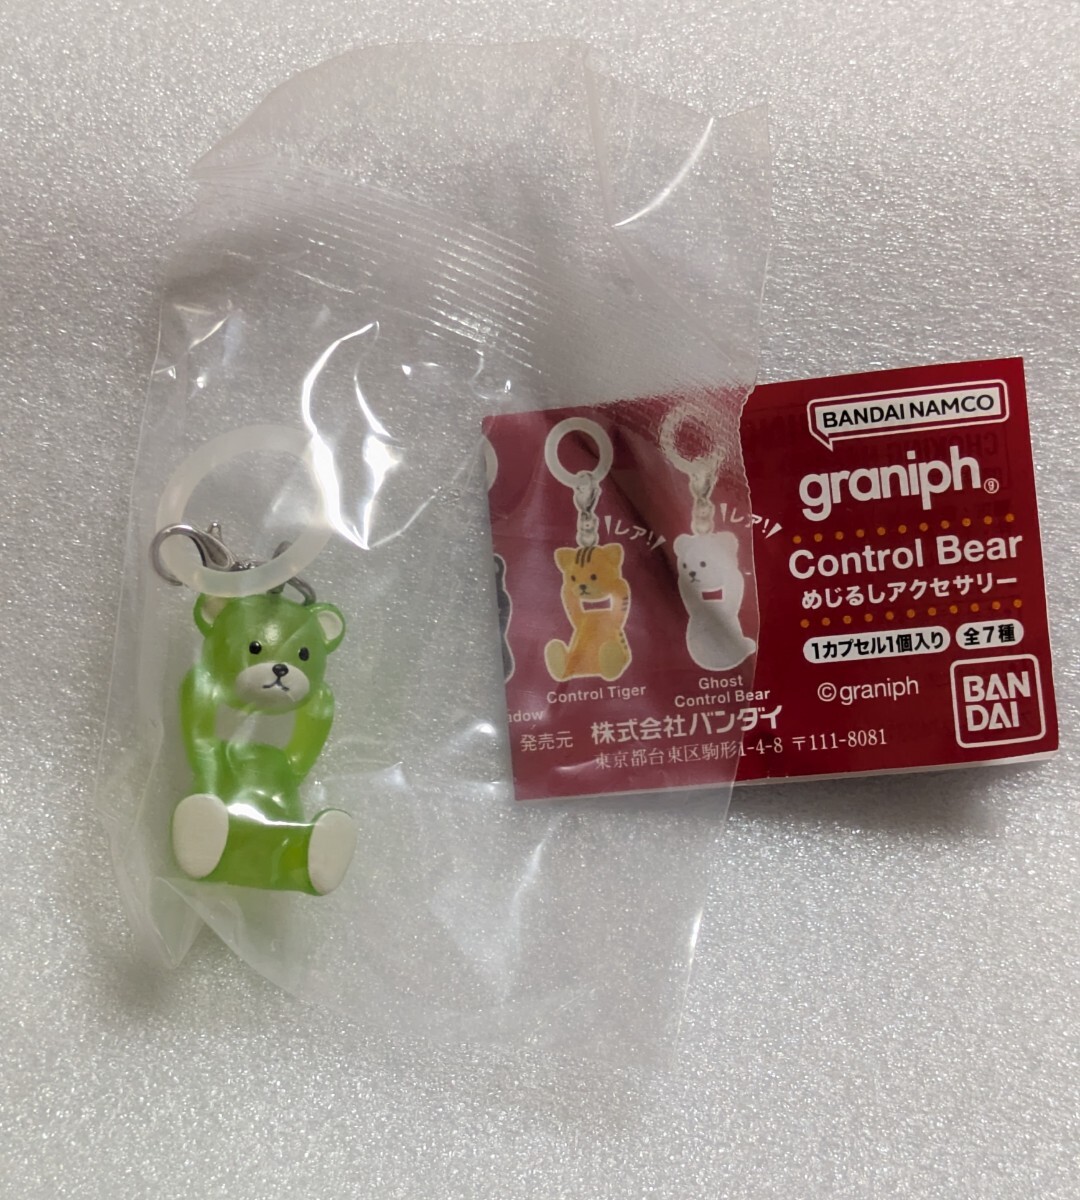 BANDAI NAMCO
graniph
Control Bear
めじるしアクセサリー
1カプセル1個入り 全7種
©graniph
BAN
DAI
レア!!
レア!!
Control Tiger
Ghost
Control Bear
発売元 株式会社バンダイ
東京都台東区駒形1-4-8 〒111-8081